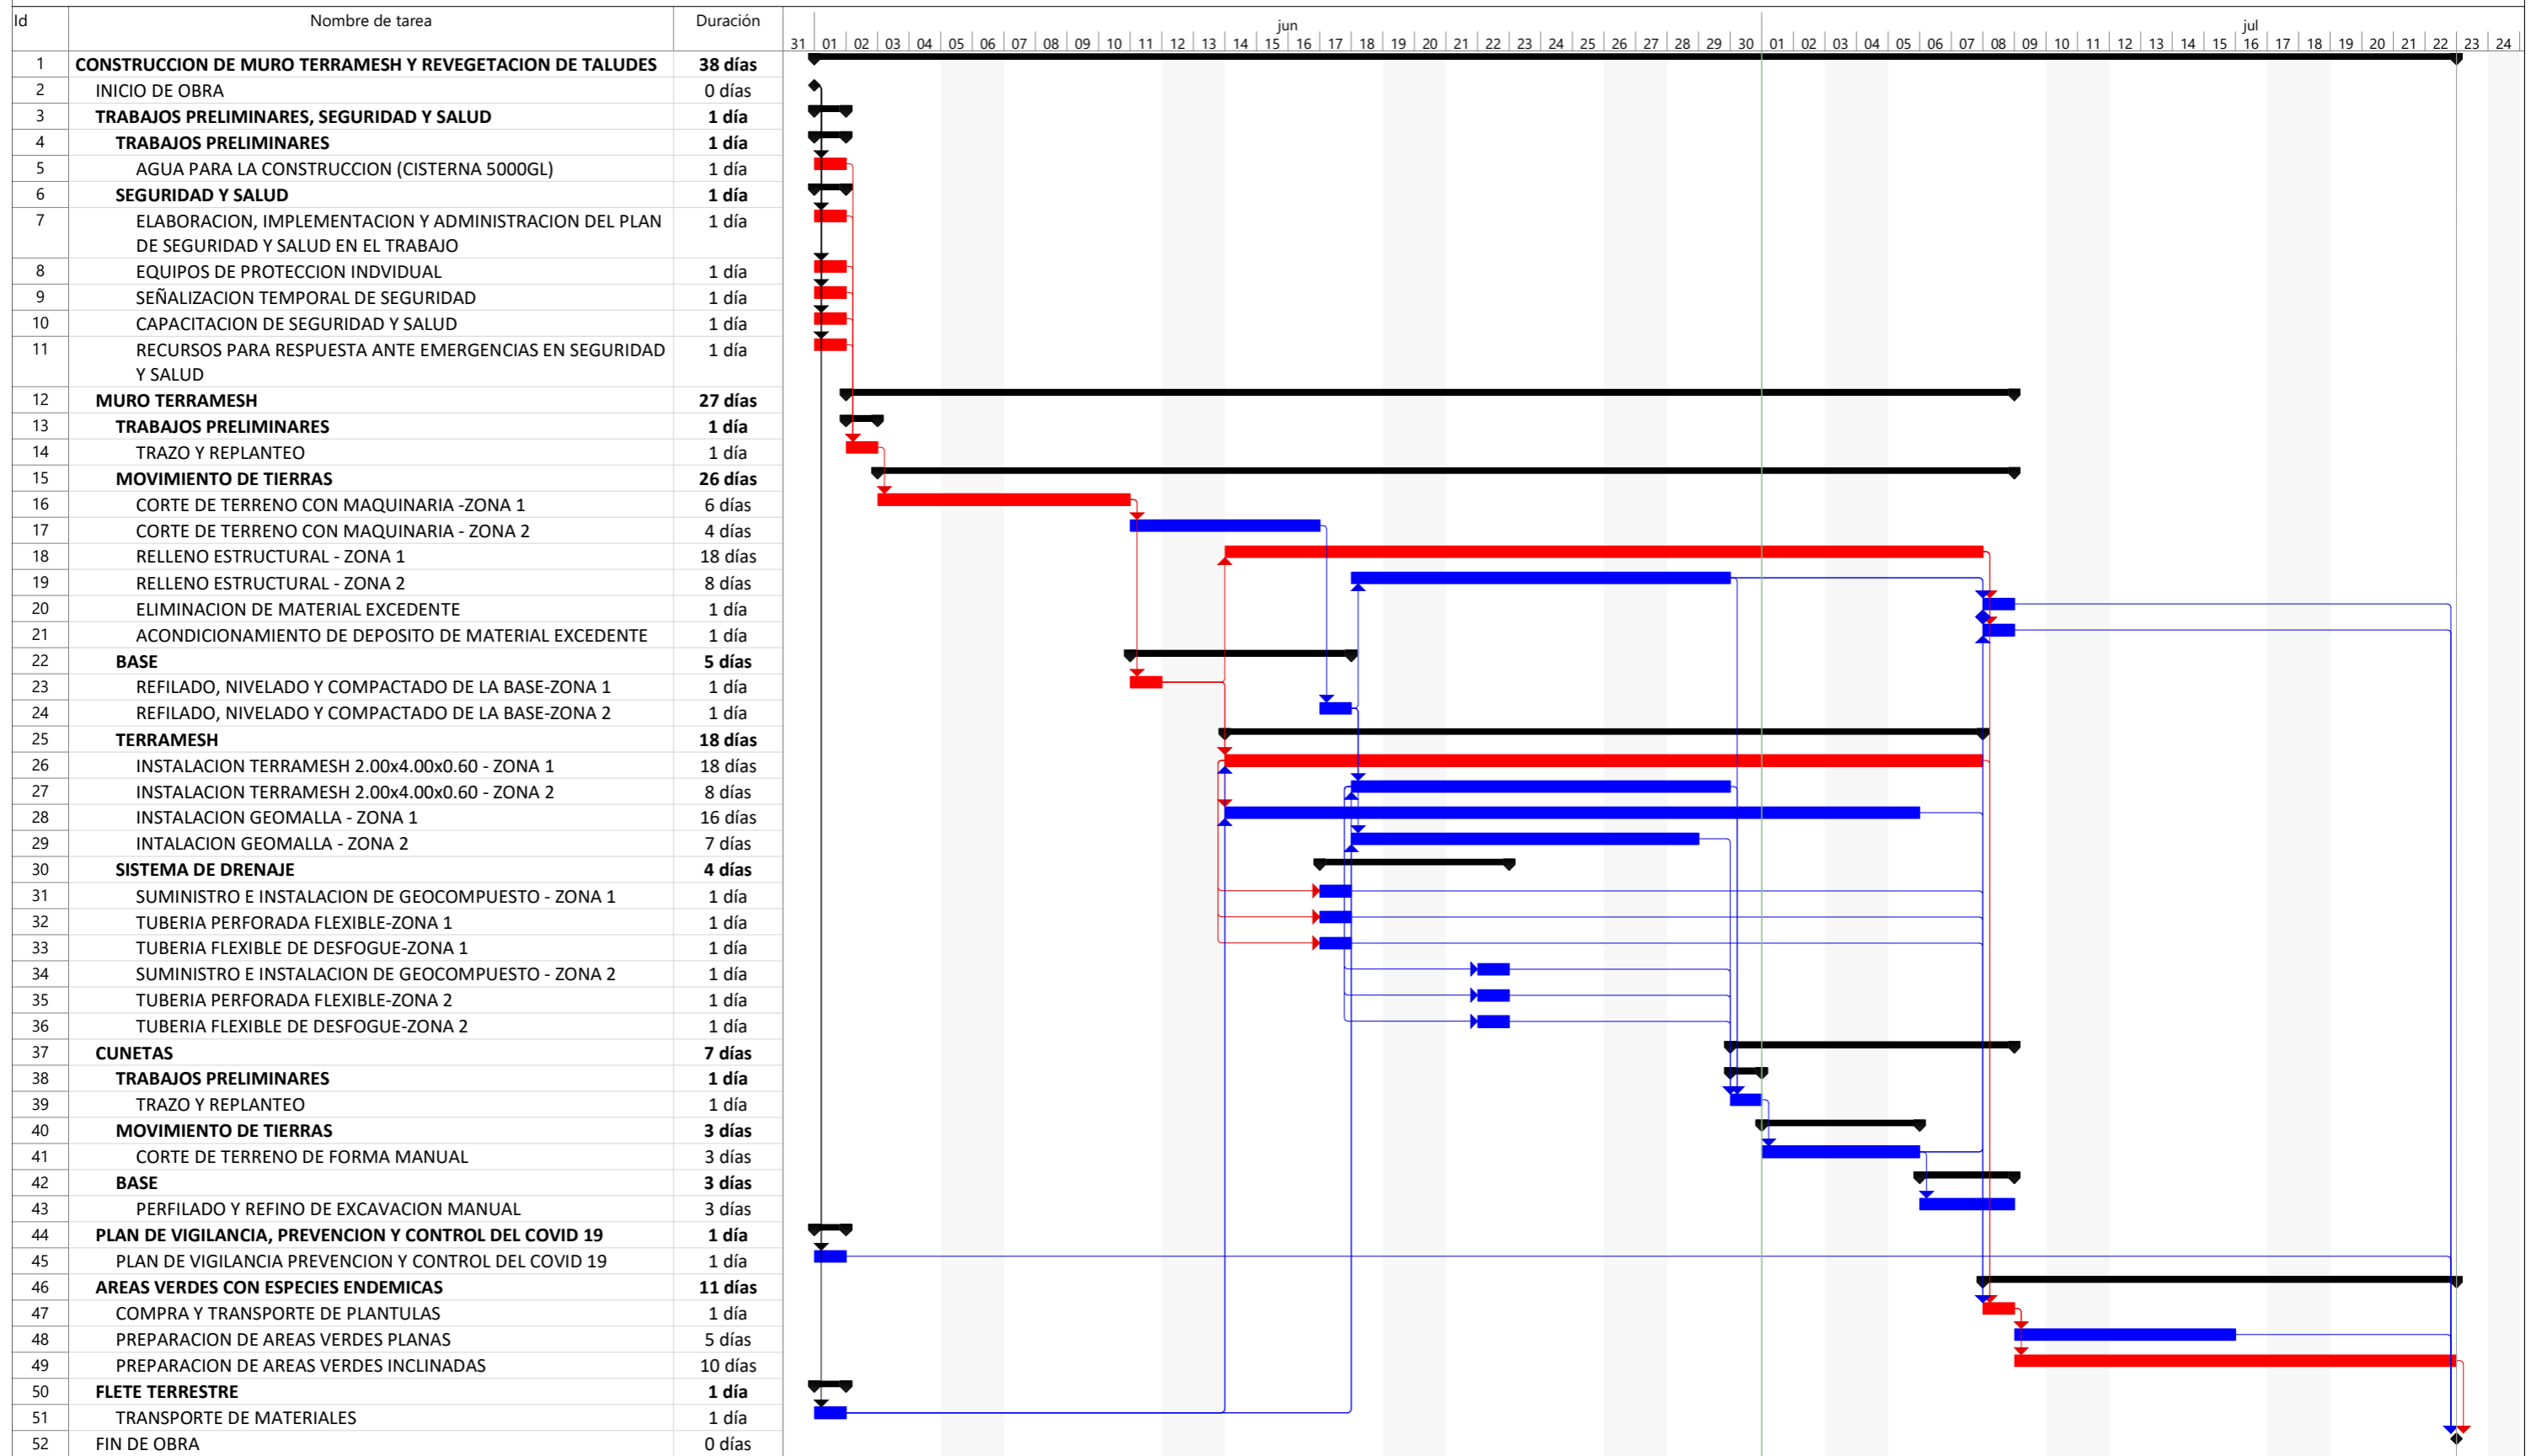 Id Nombre de tarea Duración jun jul
31 01 02 03 04 05 06 07 08 09 10 11 12 13 14 15 16 17 18 19 20 21 22 23 24 25 26 27 28 29 30 01 02 03 04 05 06 07 08 09 10 11 12 13 14 15 16 17 18 19 20 21 22 23 24
1 CONSTRUCCION DE MURO TERRAMESH Y REVEGETACION DE TALUDES 38 días
2 INICIO DE OBRA 0 días
3 TRABAJOS PRELIMINARES, SEGURIDAD Y SALUD 1 día
4 TRABAJOS PRELIMINARES 1 día
5 AGUA PARA LA CONSTRUCCION (CISTERNA 5000GL) 1 día
6 SEGURIDAD Y SALUD 1 día
7 ELABORACION, IMPLEMENTACION Y ADMINISTRACION DEL PLAN 1 día
DE SEGURIDAD Y SALUD EN EL TRABAJO
8 EQUIPOS DE PROTECCION INDVIDUAL 1 día
9 SEÑALIZACION TEMPORAL DE SEGURIDAD 1 día
10 CAPACITACION DE SEGURIDAD Y SALUD 1 día
11 RECURSOS PARA RESPUESTA ANTE EMERGENCIAS EN SEGURIDAD 1 día
Y SALUD
12 MURO TERRAMESH 27 días
13 TRABAJOS PRELIMINARES 1 día
14 TRAZO Y REPLANTEO 1 día
15 MOVIMIENTO DE TIERRAS 26 días
16 CORTE DE TERRENO CON MAQUINARIA -ZONA 1 6 días
17 CORTE DE TERRENO CON MAQUINARIA - ZONA 2 4 días
18 RELLENO ESTRUCTURAL - ZONA 1 18 días
19 RELLENO ESTRUCTURAL - ZONA 2 8 días
20 ELIMINACION DE MATERIAL EXCEDENTE 1 día
21 ACONDICIONAMIENTO DE DEPOSITO DE MATERIAL EXCEDENTE 1 día
22 BASE 5 días
23 REFILADO, NIVELADO Y COMPACTADO DE LA BASE-ZONA 1 1 día
24 REFILADO, NIVELADO Y COMPACTADO DE LA BASE-ZONA 2 1 día
25 TERRAMESH 18 días
26 INSTALACION TERRAMESH 2.00x4.00x0.60 - ZONA 1 18 días
27 INSTALACION TERRAMESH 2.00x4.00x0.60 - ZONA 2 8 días
28 INSTALACION GEOMALLA - ZONA 1 16 días
29 INTALACION GEOMALLA - ZONA 2 7 días
30 SISTEMA DE DRENAJE 4 días
31 SUMINISTRO E INSTALACION DE GEOCOMPUESTO - ZONA 1 1 día
32 TUBERIA PERFORADA FLEXIBLE-ZONA 1 1 día
33 TUBERIA FLEXIBLE DE DESFOGUE-ZONA 1 1 día
34 SUMINISTRO E INSTALACION DE GEOCOMPUESTO - ZONA 2 1 día
35 TUBERIA PERFORADA FLEXIBLE-ZONA 2 1 día
36 TUBERIA FLEXIBLE DE DESFOGUE-ZONA 2 1 día
37 CUNETAS 7 días
38 TRABAJOS PRELIMINARES 1 día
39 TRAZO Y REPLANTEO 1 día
40 MOVIMIENTO DE TIERRAS 3 días
41 CORTE DE TERRENO DE FORMA MANUAL 3 días
42 BASE 3 días
43 PERFILADO Y REFINO DE EXCAVACION MANUAL 3 días
44 PLAN DE VIGILANCIA, PREVENCION Y CONTROL DEL COVID 19 1 día
45 PLAN DE VIGILANCIA PREVENCION Y CONTROL DEL COVID 19 1 día
46 AREAS VERDES CON ESPECIES ENDEMICAS 11 días
47 COMPRA Y TRANSPORTE DE PLANTULAS 1 día
48 PREPARACION DE AREAS VERDES PLANAS 5 días
49 PREPARACION DE AREAS VERDES INCLINADAS 10 días
50 FLETE TERRESTRE 1 día
51 TRANSPORTE DE MATERIALES 1 día
52 FIN DE OBRA 0 días